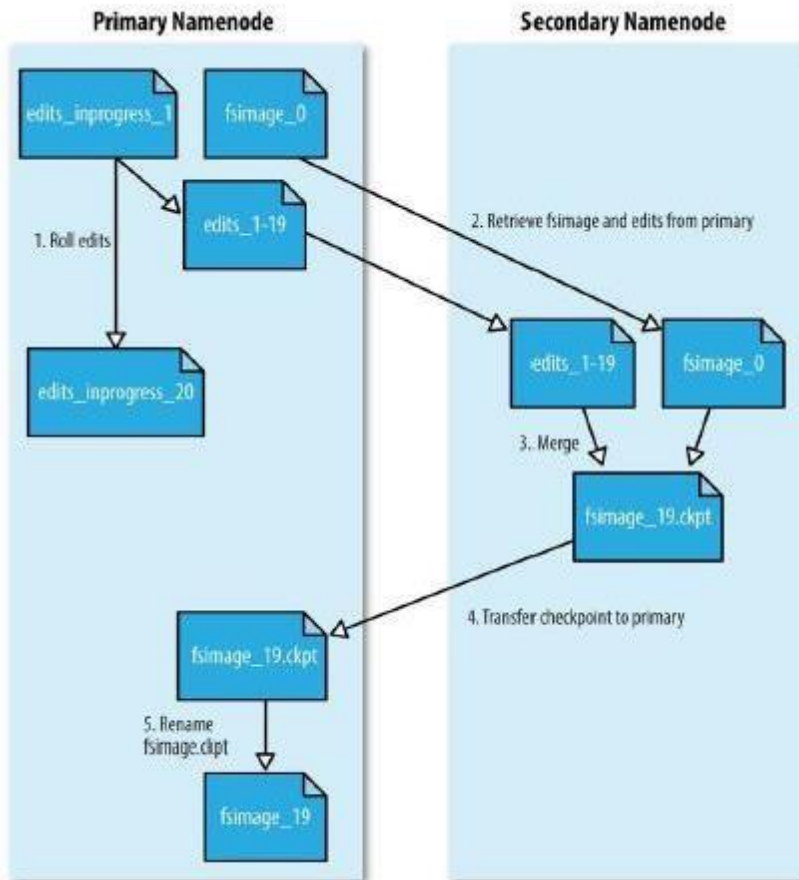 Primary Namenode
Secondary Namenode
edits_inprogress_1
fsimage_0
edits_1-19
1. Roll edits
2. Retrieve fsimage and edits from primary
edits_inprogress_20
edits_1-19
fsimage_0
3. Merge
fsimage_19.ckpt
4. Transfer checkpoint to primary
fsimage_19.ckpt
5. Rename
fsimage.ckpt
fsimage_19